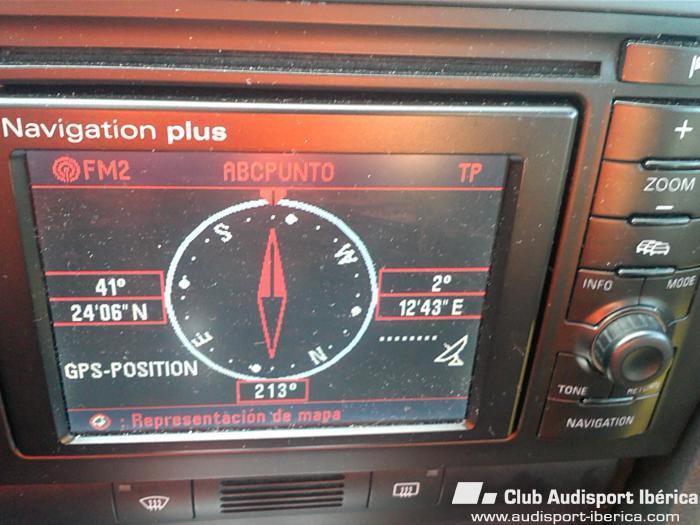 Navigation plus
FM2 ABCPUNTO TP
S W
E N
41° 2°
24'06" N 12'43" E
GPS-POSITION
213°
: Representación de mapa
+
ZOOM
−
INFO MODE
TONE RETURN
NAVIGATION
Club Audisport Ibérica
www.audisport-iberica.com